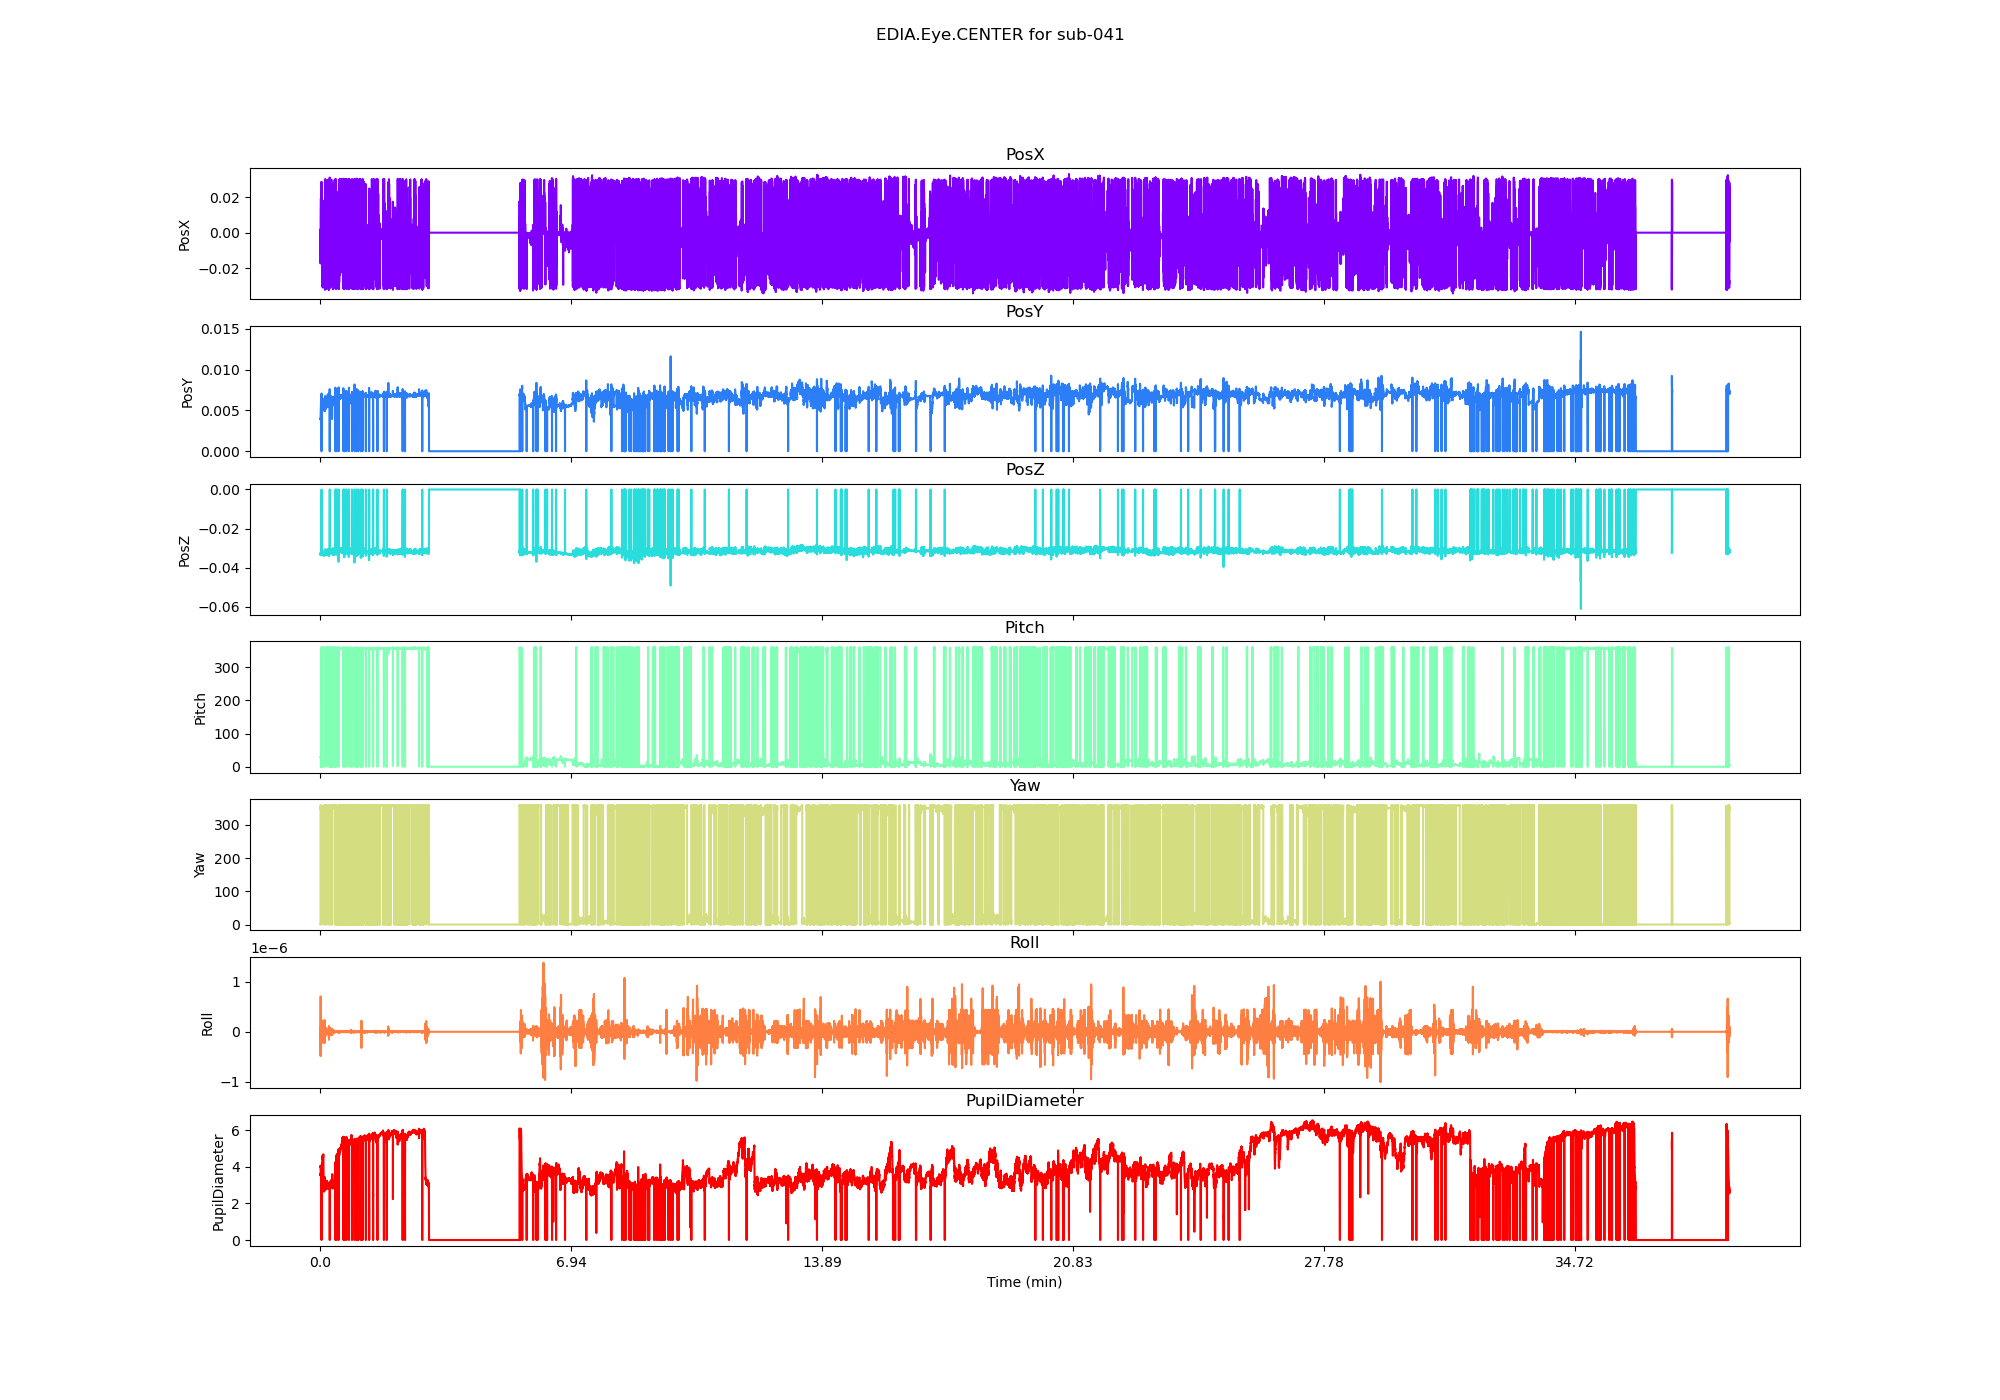 EDIA.Eye.CENTER for sub-041
PosX
PosX
0.02
0.00
−0.02
PosY
PosY
0.015
0.010
0.005
0.000
PosZ
PosZ
0.00
−0.02
−0.04
−0.06
Pitch
Pitch
300
200
100
0
Yaw
Yaw
300
200
100
0
1e−6
Roll
Roll
1
0
−1
PupilDiameter
PupilDiameter
6
4
2
0
0.0 6.94 13.89 20.83 27.78 34.72
Time (min)